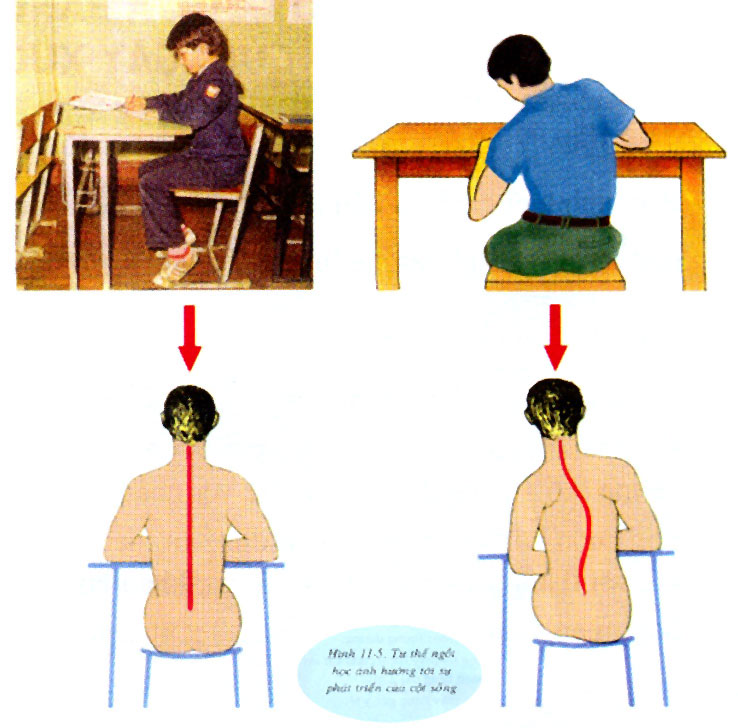 Hình 11-5. Tư thế ngồi
học ảnh hưởng tới sự
phát triển của cột sống